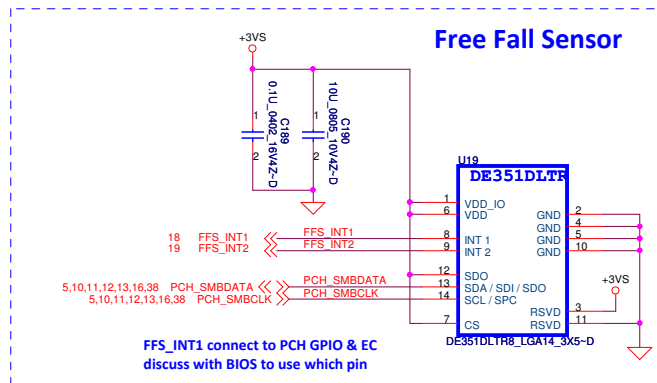 Free Fall Sensor
+3VS
0.1U_0402_16V4Z~D
C189
1
2
10U_0805_10V4Z~D
C190
1
2
U19
DE351DLTR
1 VDD_IO
6 VDD
GND 2
GND 4
GND 5
GND 10
18 FFS_INT1 FFS_INT1 8 INT 1
19 FFS_INT2 FFS_INT2 9 INT 2
12 SDO
5,10,11,12,13,16,38 PCH_SMBDATA PCH_SMBDATA 13 SDA / SDI / SDO
5,10,11,12,13,16,38 PCH_SMBCLK PCH_SMBCLK 14 SCL / SPC
+3VS
RSVD 3
7 CS
RSVD 11
DE351DLTR8_LGA14_3X5~D
FFS_INT1 connect to PCH GPIO & EC
discuss with BIOS to use which pin